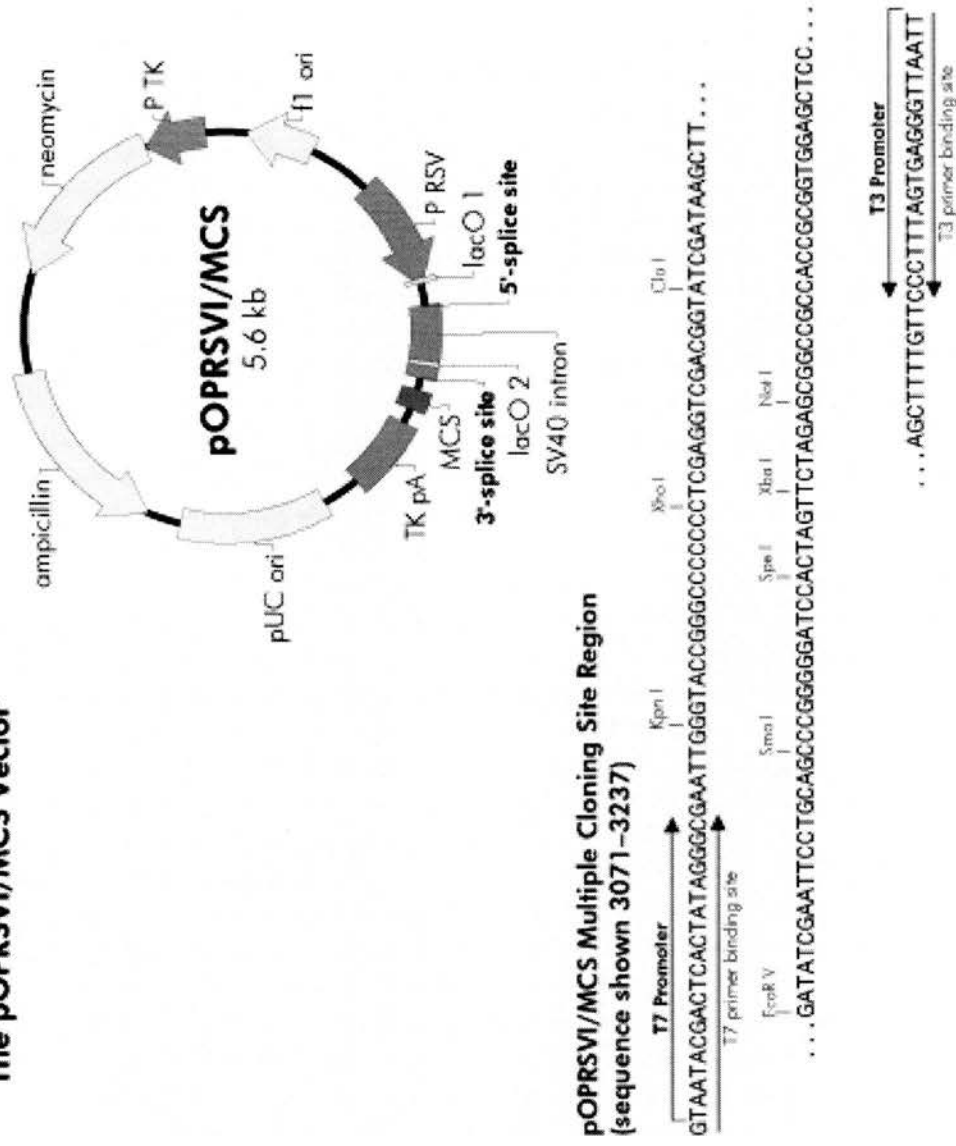 The pOPRSVI/MCS Vector
ampicillin
neomycin
P TK
f1 ori
pUC ori
pOPRSVI/MCS
5.6 kb
P RSV
lacO 1
5'-splice site
TK pA
MCS
3'-splice site
lacO 2
SV40 intron
pOPRSVI/MCS Multiple Cloning Site Region
(sequence shown 3071–3237)
T7 Promoter
Kpn I
Xho I
Cla I
GTAATACGACTCACTATAGGGCGAATTGGGTACCGGGCCCCCCCTCGAGGTCGACGGTATCGATAAGCTT...
T7 primer binding site
EcoR V
Sma I
Spe I
Xba I
Not I
...GATATCGAATTCCTGCAGCCCGGGGGATCCACTAGTTCTAGAGCGGCCGCCACCGCGGTGGAGCTCC...
T3 Promoter
...AGCTTTTGTTCCCTTTAGTGAGGGTTAATT
T3 primer binding site